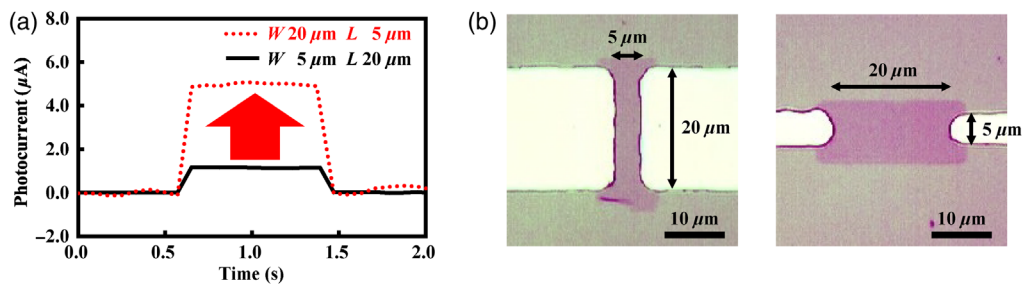 (a)
8.0
6.0
4.0
2.0
0.0
–2.0
Photocurrent (µA)
W 20 µm L 5 µm
W 5 µm L 20 µm
0.0 0.5 1.0 1.5 2.0
Time (s)
(b)
5 µm
20 µm
10 µm
20 µm
5 µm
10 µm